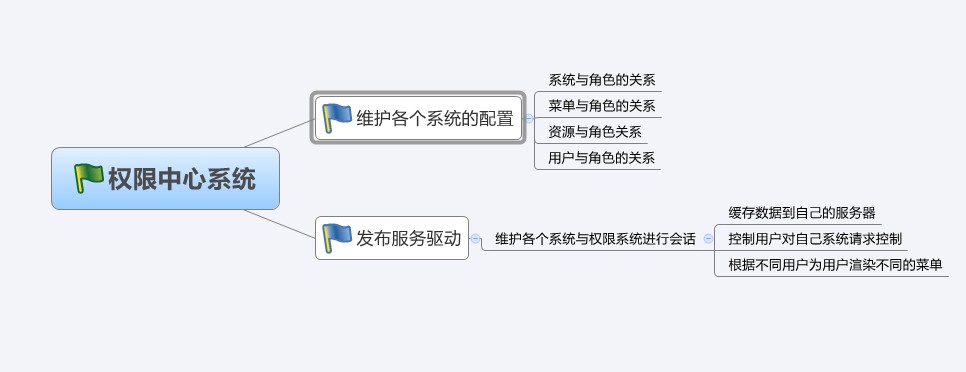 权限中心系统
维护各个系统的配置
系统与角色的关系
菜单与角色的关系
资源与角色关系
用户与角色的关系
发布服务驱动
维护各个系统与权限系统进行会话
缓存数据到自己的服务器
控制用户对自己系统请求控制
根据不同用户为用户渲染不同的菜单